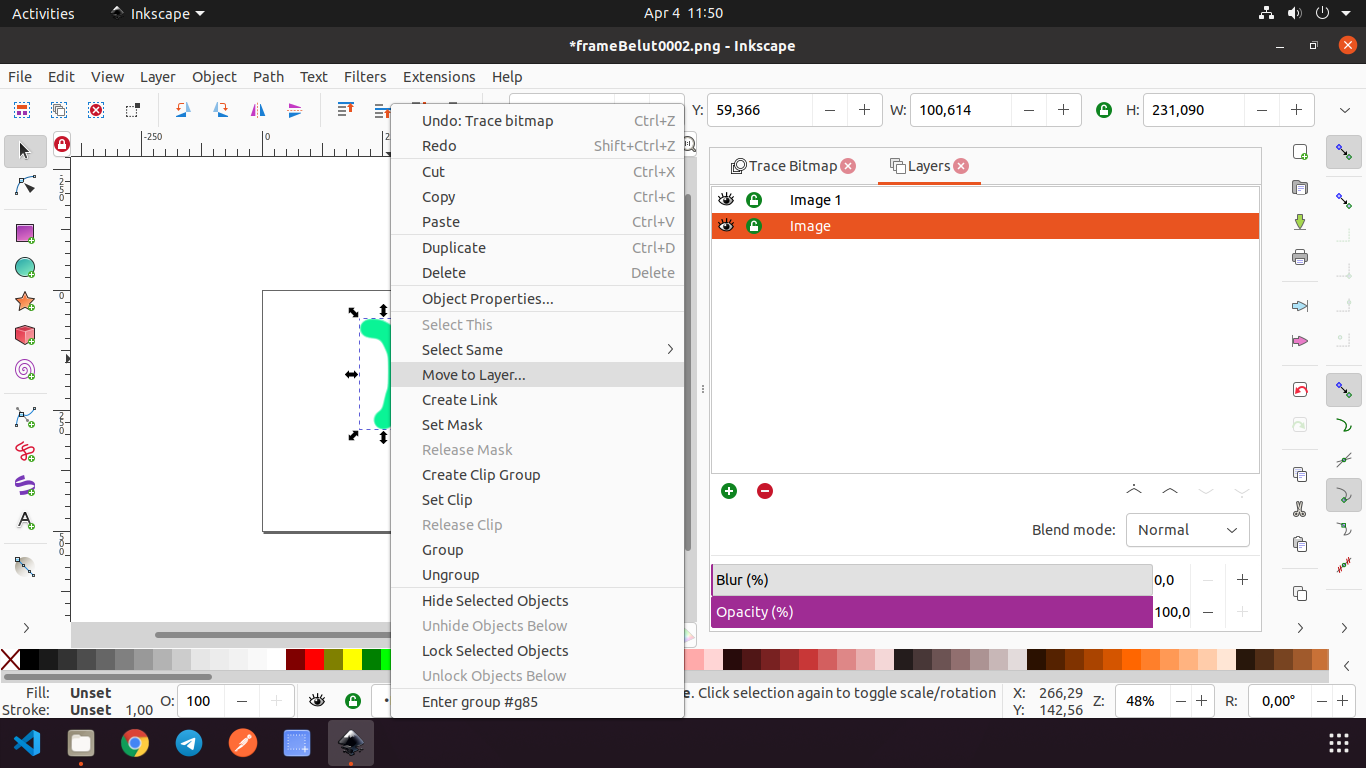 Activities
Inkscape
Apr 4 11:50
*frameBelut0002.png - Inkscape
File Edit View Layer Object Path Text Filters Extensions Help
Y: 59,366 W: 100,614 H: 231,090
-250 0
Undo: Trace bitmap Ctrl+Z
Redo Shift+Ctrl+Z
Cut Ctrl+X
Copy Ctrl+C
Paste Ctrl+V
Duplicate Ctrl+D
Delete Delete
Object Properties...
Select This
Select Same
Move to Layer...
Create Link
Set Mask
Release Mask
Create Clip Group
Set Clip
Release Clip
Group
Ungroup
Hide Selected Objects
Unhide Objects Below
Lock Selected Objects
Unlock Objects Below
Enter group #g85
Trace Bitmap
Layers
Image 1
Image
Blend mode: Normal
Blur (%) 0,0
Opacity (%) 100,0
Fill: Unset
Stroke: Unset 1,00
O: 100
e. Click selection again to toggle scale/rotation
X: 266,29
Y: 142,56
Z: 48%
R: 0,00°